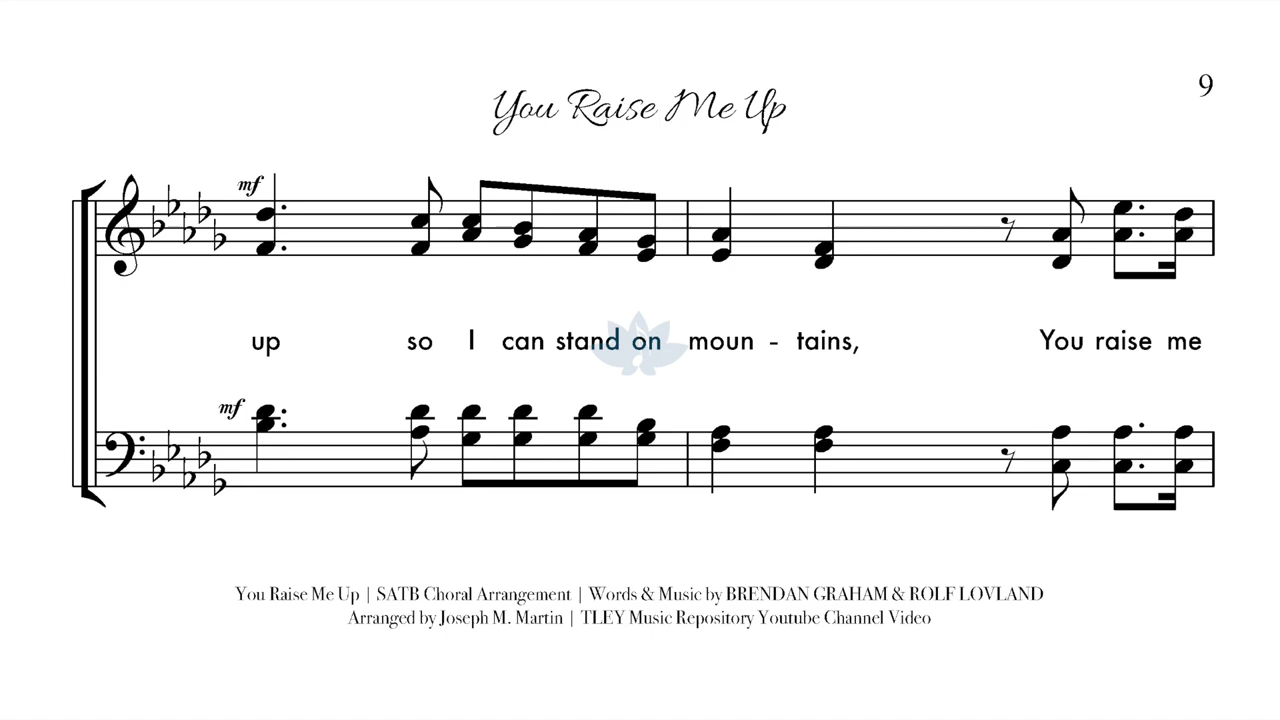 9
You Raise Me Up
mf
up so I can stand on moun - tains, You raise me
mf
You Raise Me Up | SATB Choral Arrangement | Words & Music by BRENDAN GRAHAM & ROLF LOVLAND
Arranged by Joseph M. Martin | TLEY Music Repository Youtube Channel Video